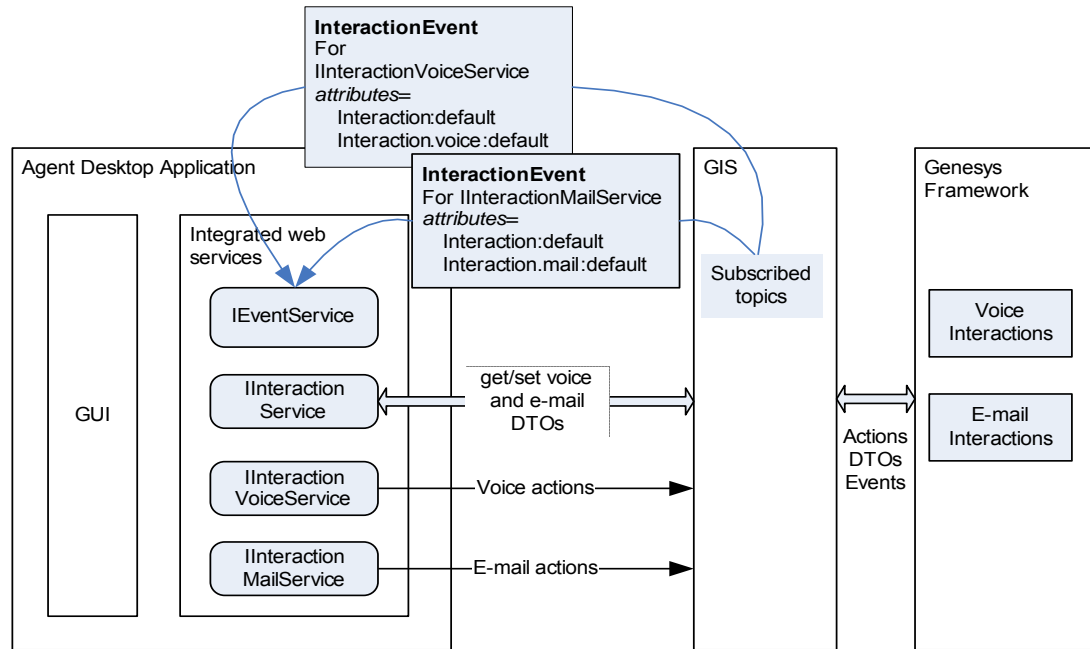 InteractionEvent
For
IInteractionVoiceService
attributes=
Interaction:default
Interaction.voice:default
Agent Desktop Application
InteractionEvent
For IInteractionMailService
attributes=
Interaction:default
Interaction.mail:default
GIS
Genesys
Framework
Integrated web
services
IEventService
Subscribed
topics
Voice
Interactions
GUI
IInteraction
Service
get/set voice
and e-mail
DTOs
E-mail
Interactions
Actions
DTOs
Events
IInteraction
VoiceService
Voice actions
IInteraction
MailService
E-mail actions